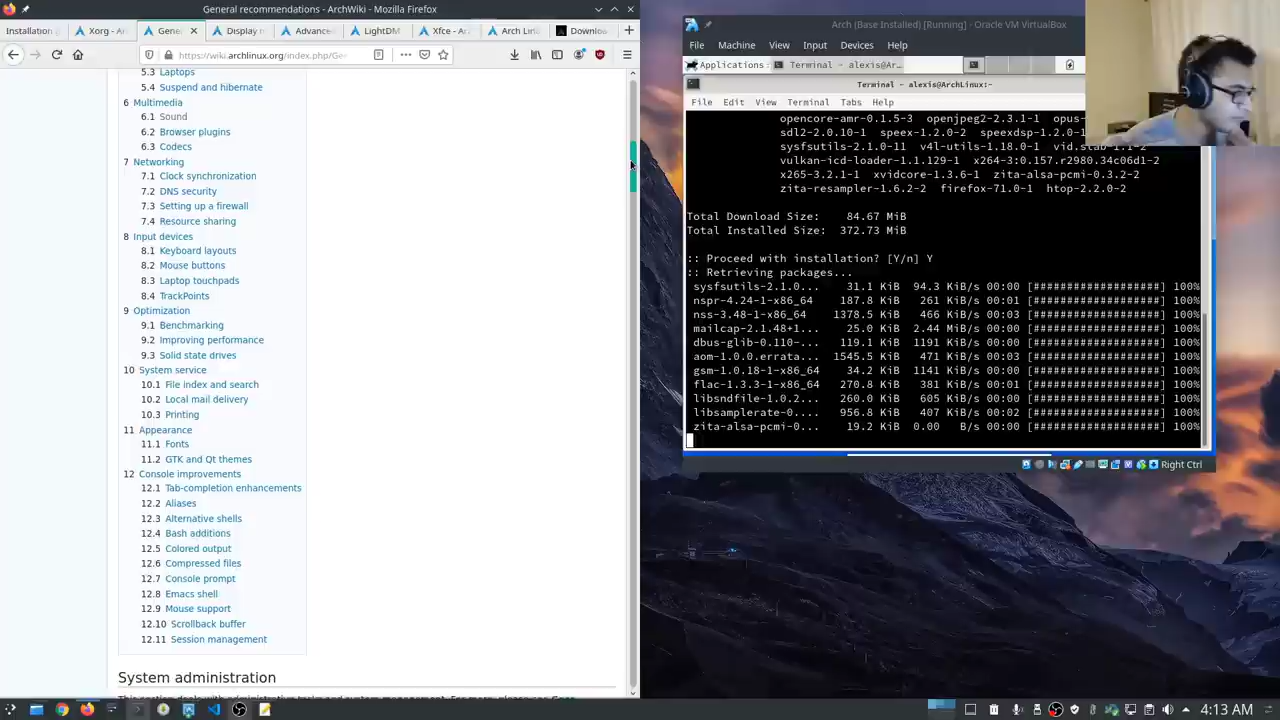 General recommendations - ArchWiki - Mozilla Firefox
Installation
Xorg - Ar
Gene
Display m
Advance
LightDM
Xfce - Ar
Arch Lin
Downlo
https://wiki.archlinux.org/index.php/Ge
5.3 Laptops
5.4 Suspend and hibernate
6 Multimedia
6.1 Sound
6.2 Browser plugins
6.3 Codecs
7 Networking
7.1 Clock synchronization
7.2 DNS security
7.3 Setting up a firewall
7.4 Resource sharing
8 Input devices
8.1 Keyboard layouts
8.2 Mouse buttons
8.3 Laptop touchpads
8.4 TrackPoints
9 Optimization
9.1 Benchmarking
9.2 Improving performance
9.3 Solid state drives
10 System service
10.1 File index and search
10.2 Local mail delivery
10.3 Printing
11 Appearance
11.1 Fonts
11.2 GTK and Qt themes
12 Console improvements
12.1 Tab-completion enhancements
12.2 Aliases
12.3 Alternative shells
12.4 Bash additions
12.5 Colored output
12.6 Compressed files
12.7 Console prompt
12.8 Emacs shell
12.9 Mouse support
12.10 Scrollback buffer
12.11 Session management
System administration
Arch (Base Installed) [Running] - Oracle VM VirtualBox
File Machine View Input Devices Help
Applications Terminal - alexis@Ar...
Terminal - alexis@ArchLinux:~
File Edit View Terminal Tabs Help
opencore-amr-0.1.5-3 openjpeg2-2.3.1-1 opus-
sdl2-2.0.10-1 speex-1.2.0-2 speexdsp-1.2.0-
sysfsutils-2.1.0-11 v4l-utils-1.18.0-1 vid.stab-1.1-2
vulkan-icd-loader-1.1.129-1 x264-3:0.157.r2980.34c06d1-2
x265-3.2.1-1 xvidcore-1.3.6-1 zita-alsa-pcmi-0.3.2-2
zita-resampler-1.6.2-2 firefox-71.0-1 htop-2.2.0-2
Total Download Size: 84.67 MiB
Total Installed Size: 372.73 MiB
:: Proceed with installation? [Y/n] Y
:: Retrieving packages...
sysfsutils-2.1.0... 31.1 KiB 94.3 KiB/s 00:00 [###################] 100%
nspr-4.24-1-x86_64 187.8 KiB 261 KiB/s 00:01 [###################] 100%
nss-3.48-1-x86_64 1378.5 KiB 466 KiB/s 00:03 [###################] 100%
mailcap-2.1.48+1... 25.0 KiB 2.44 MiB/s 00:00 [###################] 100%
dbus-glib-0.110-... 119.1 KiB 1191 KiB/s 00:00 [###################] 100%
aom-1.0.0.errata... 1545.5 KiB 471 KiB/s 00:03 [###################] 100%
gsm-1.0.18-1-x86_64 34.2 KiB 1141 KiB/s 00:00 [###################] 100%
flac-1.3.3-1-x86_64 270.8 KiB 381 KiB/s 00:01 [###################] 100%
libsndfile-1.0.2... 260.0 KiB 605 KiB/s 00:00 [###################] 100%
libsamplerate-0.... 956.8 KiB 407 KiB/s 00:02 [###################] 100%
zita-alsa-pcmi-0... 19.2 KiB 0.00 B/s 00:00 [###################] 100%
Right Ctrl
4:13 AM